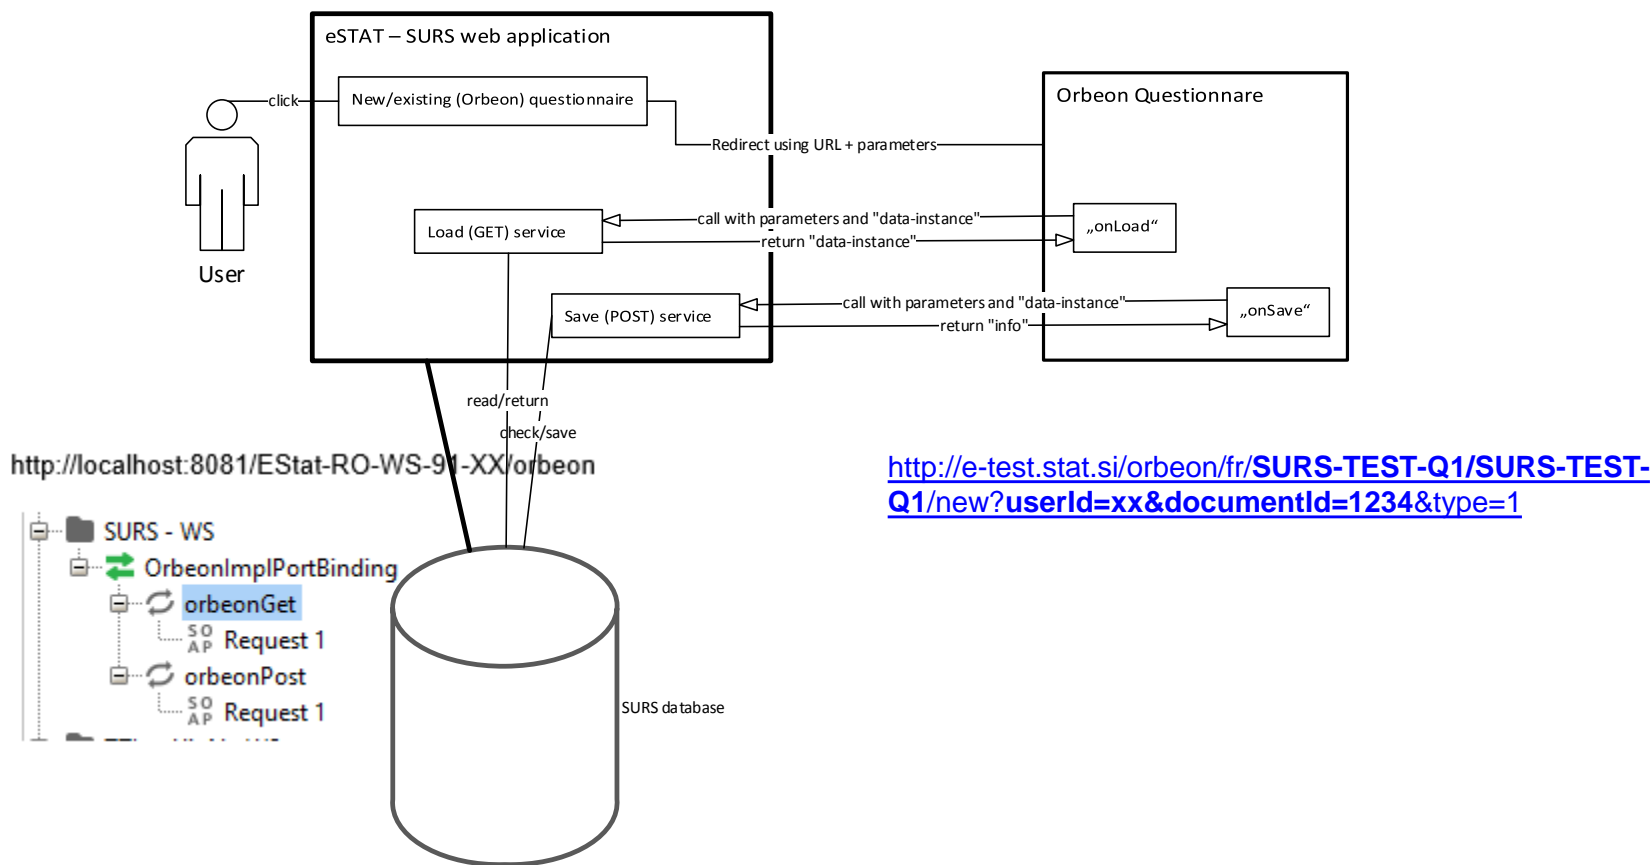 eSTAT – SURS web application
New/existing (Orbeon) questionnaire
click
User
Redirect using URL + parameters
Orbeon Questionnare
Load (GET) service
call with parameters and "data-instance"
return "data-instance"
„onLoad“
Save (POST) service
call with parameters and "data-instance"
return "info"
„onSave“
read/return
check/save
http://localhost:8081/EStat-RO-WS-91-XX/orbeon
http://e-test.stat.si/orbeon/fr/SURS-TEST-Q1/SURS-TEST-
Q1/new?userId=xx&documentId=1234&type=1
SURS - WS
OrbeonImplPortBinding
orbeonGet
SO
AP Request 1
orbeonPost
SO
AP Request 1
SURS database